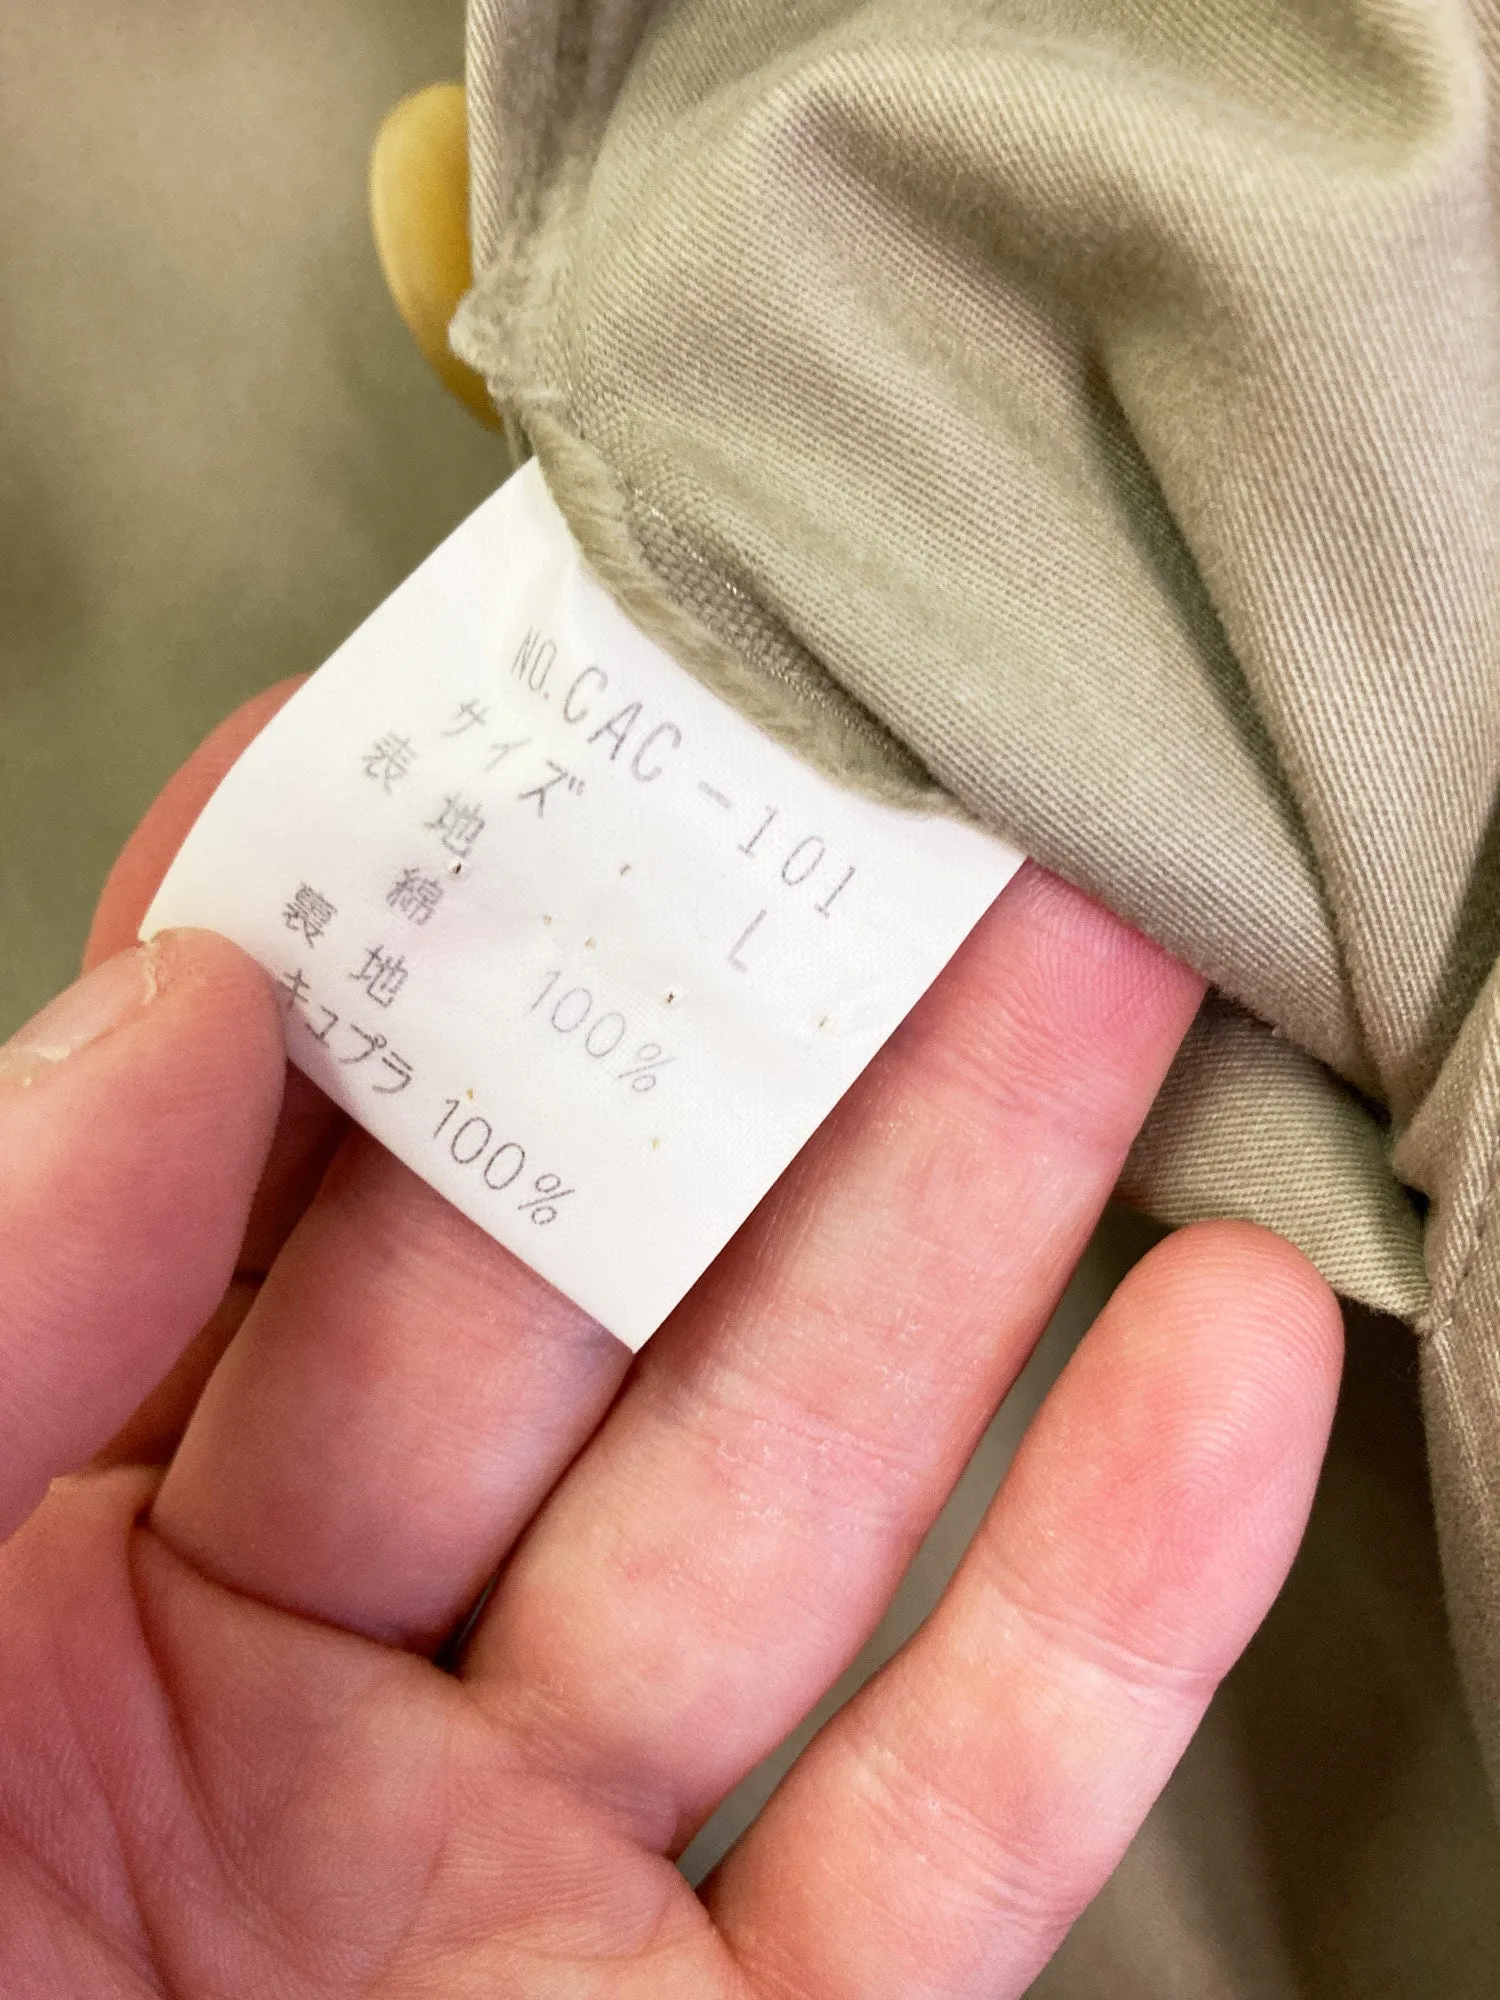 NO.CAC-101
サイズ L
表地
綿 100%
裏地
キュプラ 100%